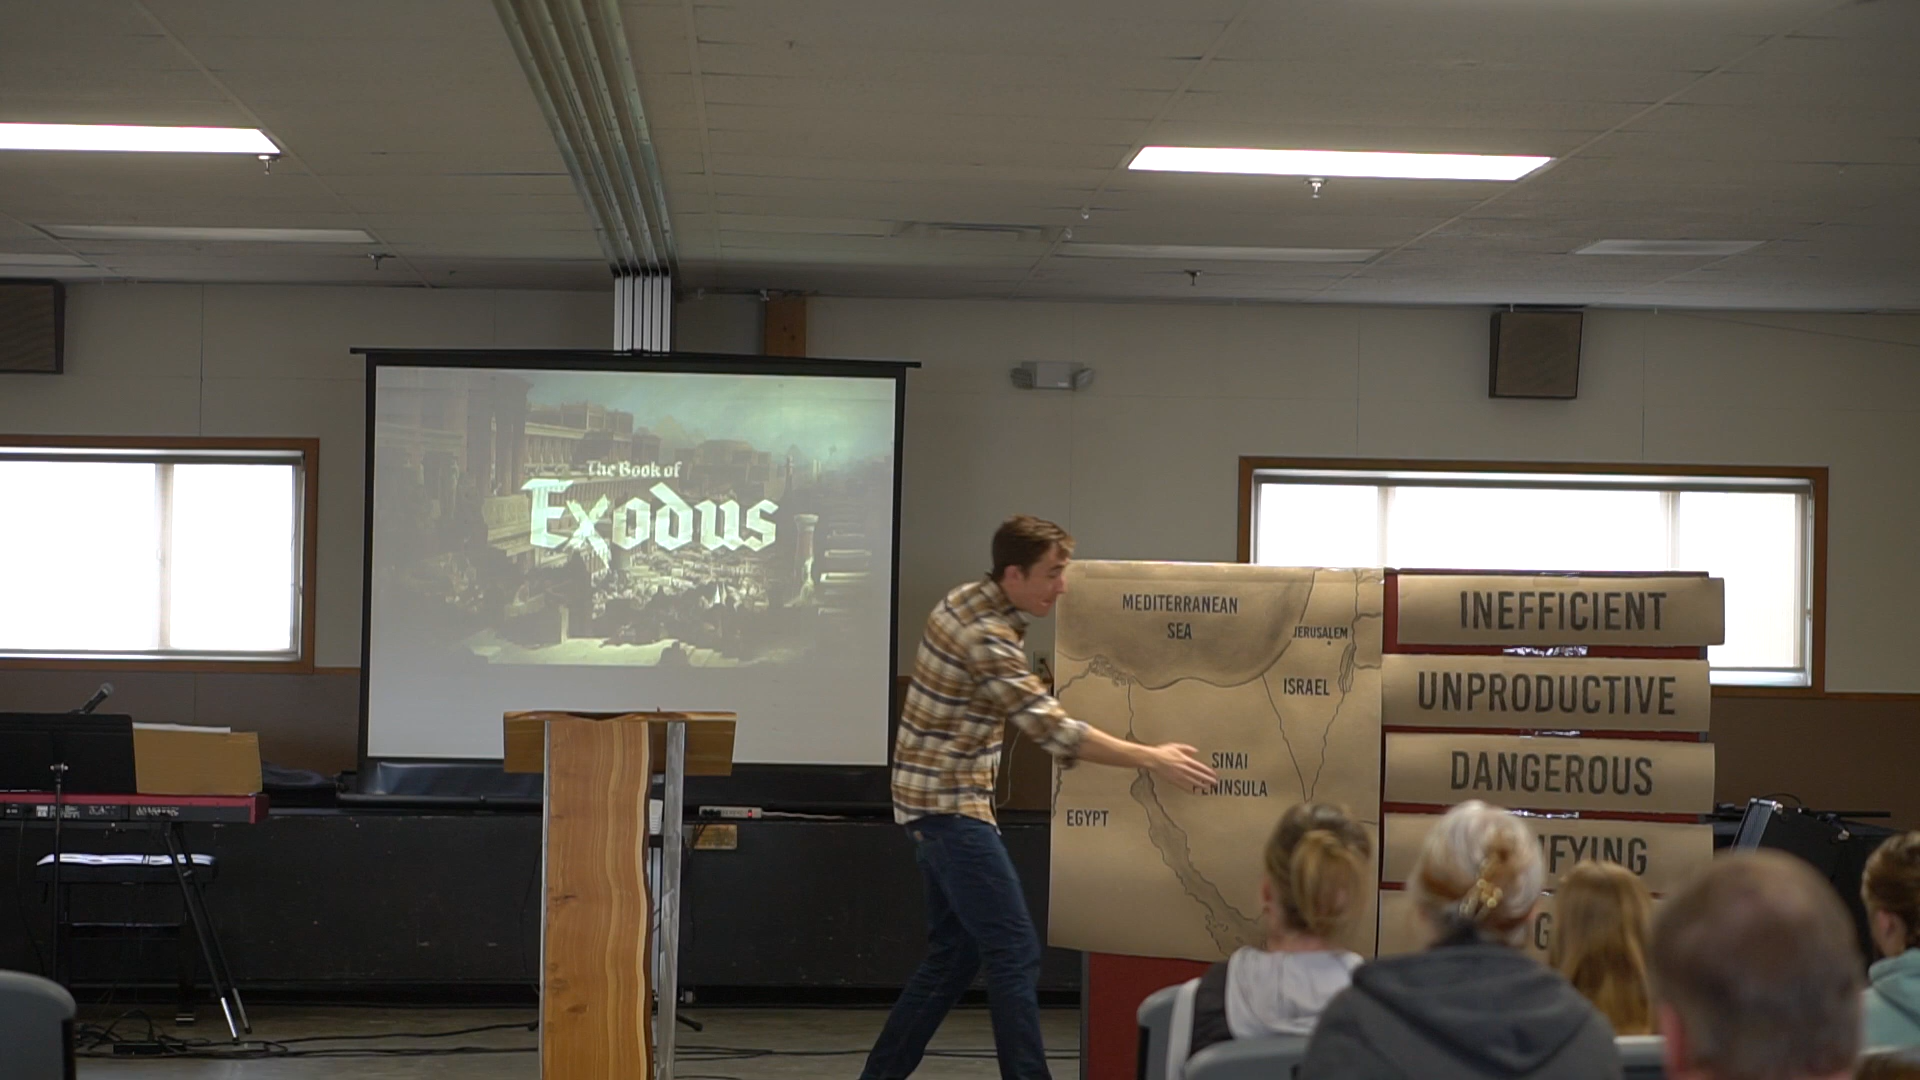 The Book of
Exodus
MEDITERRANEAN
SEA
JERUSALEM
ISRAEL
SINAI
PENINSULA
EGYPT
INEFFICIENT
UNPRODUCTIVE
DANGEROUS